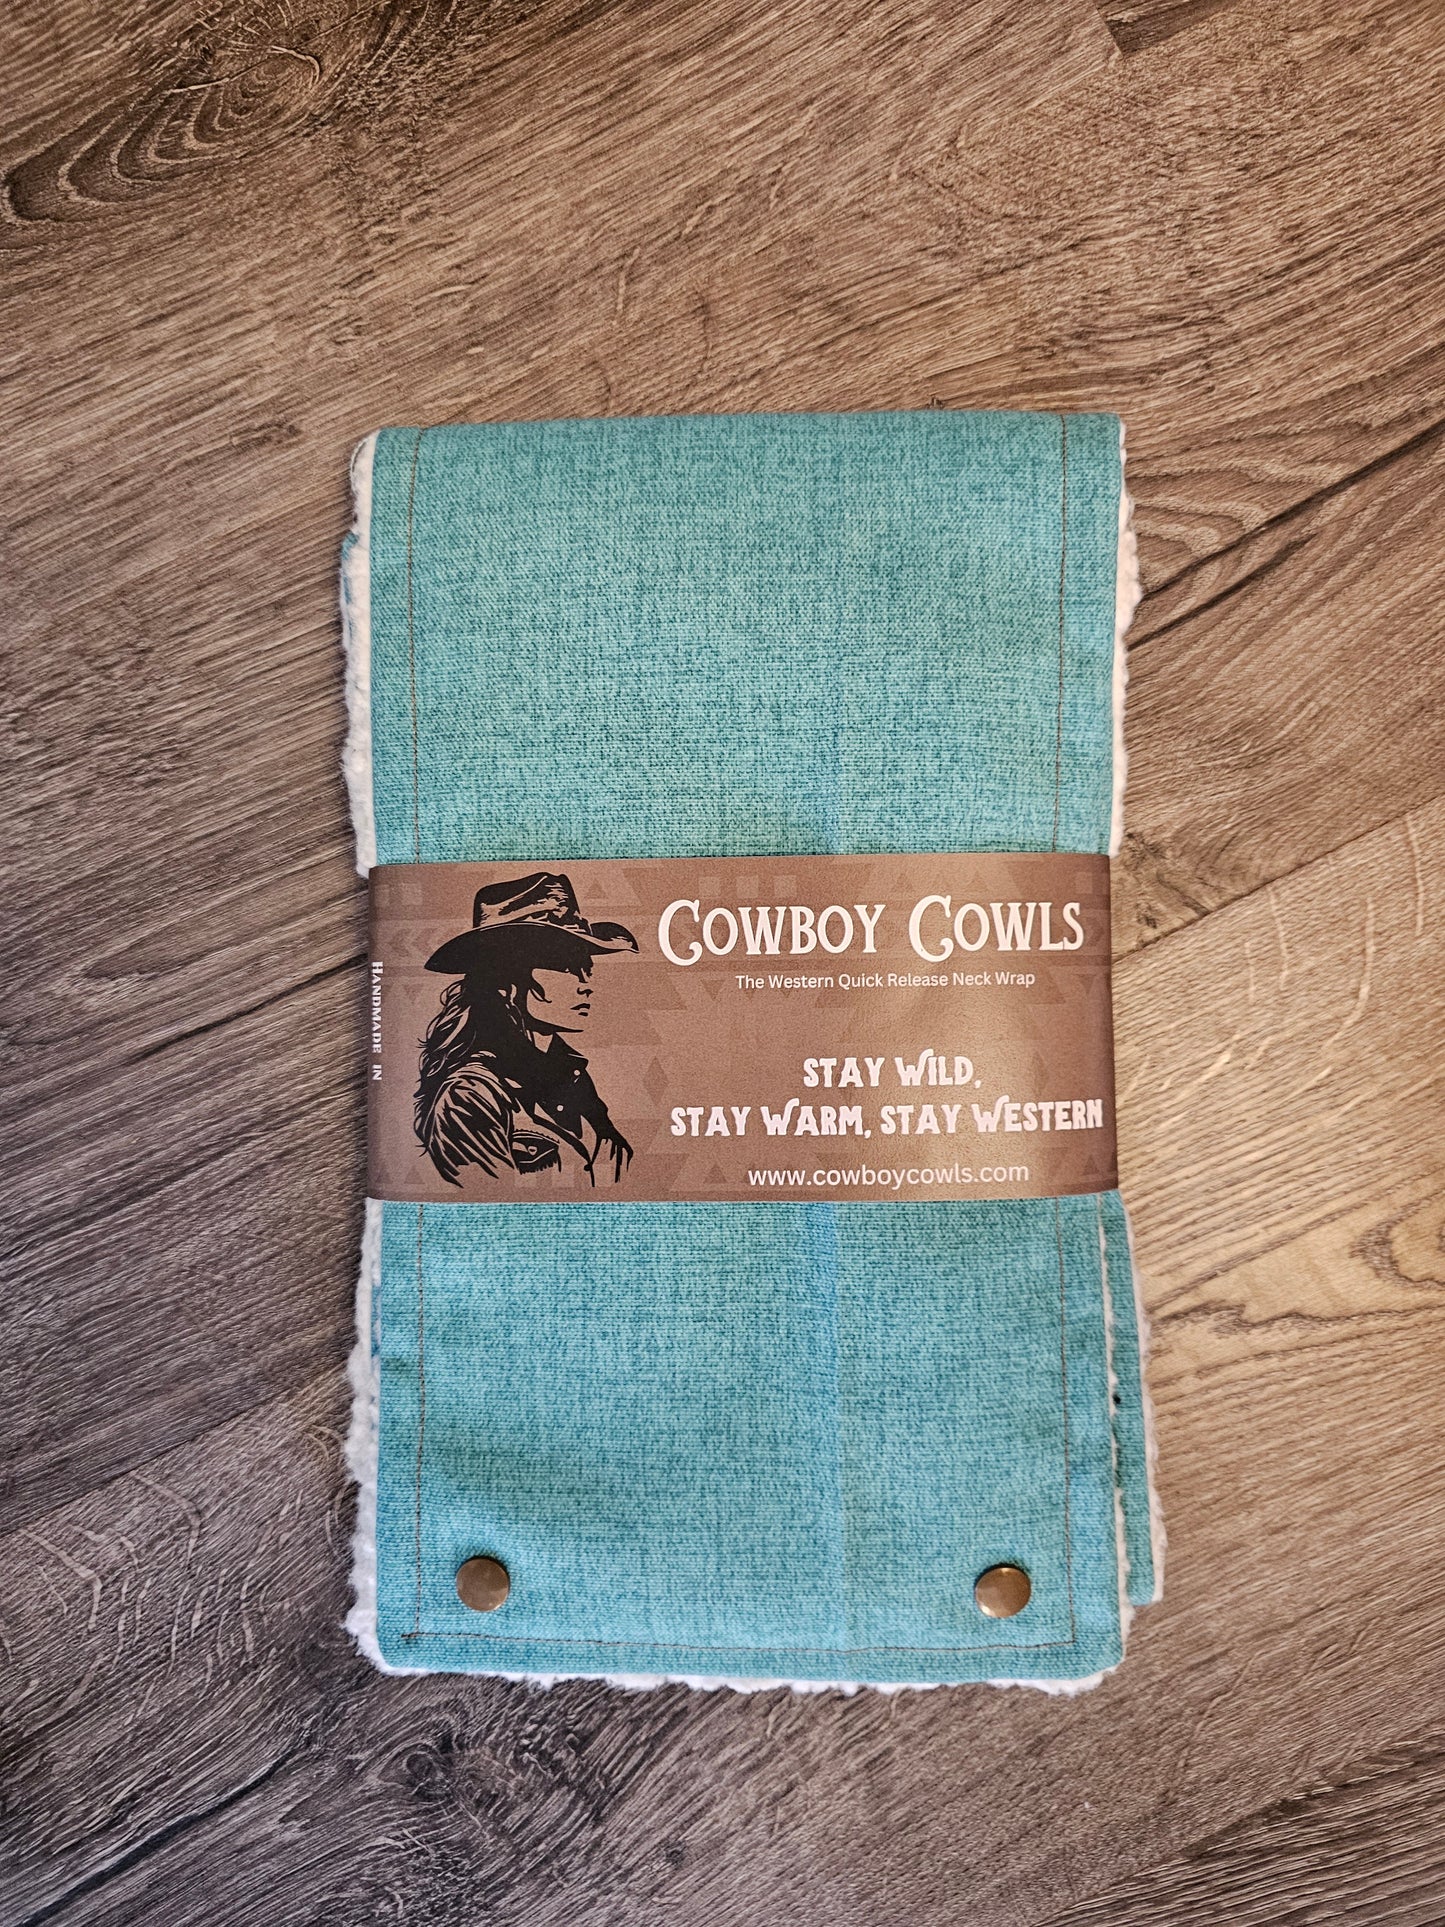 HANDMADE IN
COWBOY COWLS
The Western Quick Release Neck Wrap
STAY WILD,
STAY WARM, STAY WESTERN
www.cowboycowls.com